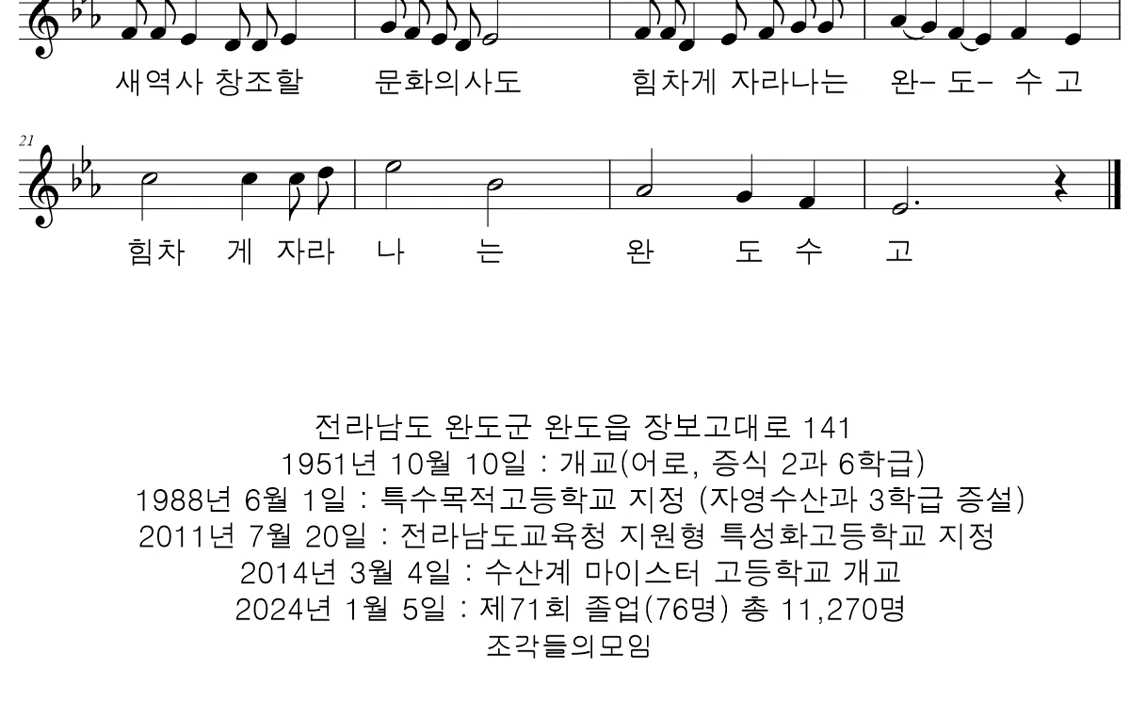 새역사 창조할 문화의사도 힘차게 자라나는 완– 도– 수 고
21
힘차 게 자라 나 는 완 도 수 고
전라남도 완도군 완도읍 장보고대로 141
1951년 10월 10일 : 개교(어로, 증식 2과 6학급)
1988년 6월 1일 : 특수목적고등학교 지정 (자영수산과 3학급 증설)
2011년 7월 20일 : 전라남도교육청 지원형 특성화고등학교 지정
2014년 3월 4일 : 수산계 마이스터 고등학교 개교
2024년 1월 5일 : 제71회 졸업(76명) 총 11,270명
조각들의모임